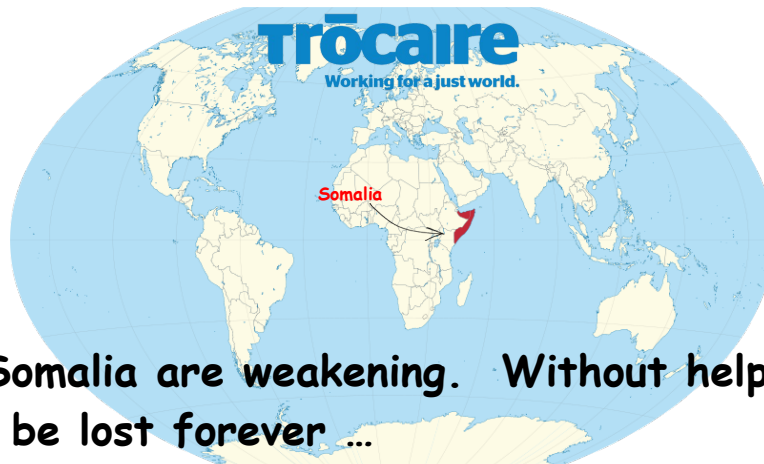 Trōcaire
Working for a just world.
Somalia
Somalia are weakening.  Without help
be lost forever …